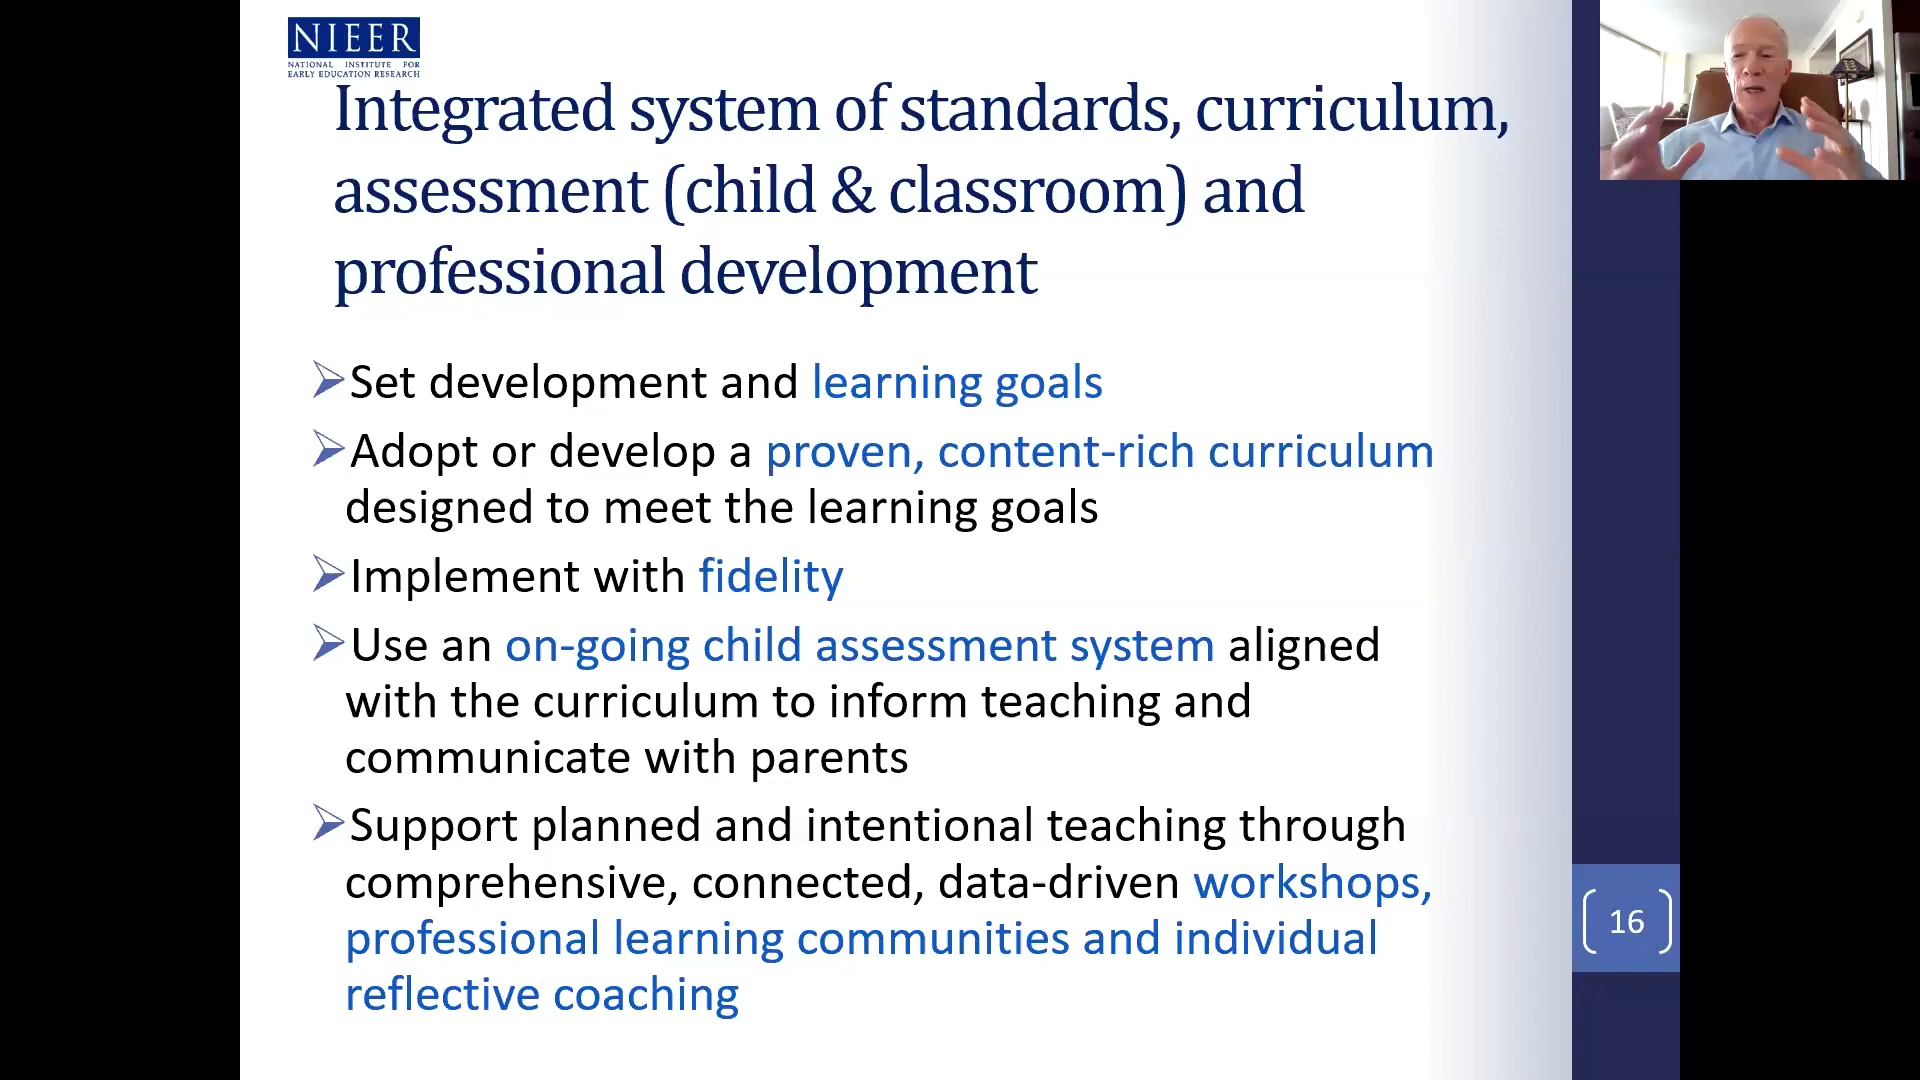 NIEER
NATIONAL INSTITUTE FOR
EARLY EDUCATION RESEARCH
Integrated system of standards, curriculum,
assessment (child & classroom) and
professional development
Set development and learning goals
Adopt or develop a proven, content-rich curriculum
designed to meet the learning goals
Implement with fidelity
Use an on-going child assessment system aligned
with the curriculum to inform teaching and
communicate with parents
Support planned and intentional teaching through
comprehensive, connected, data-driven workshops,
professional learning communities and individual
reflective coaching
16